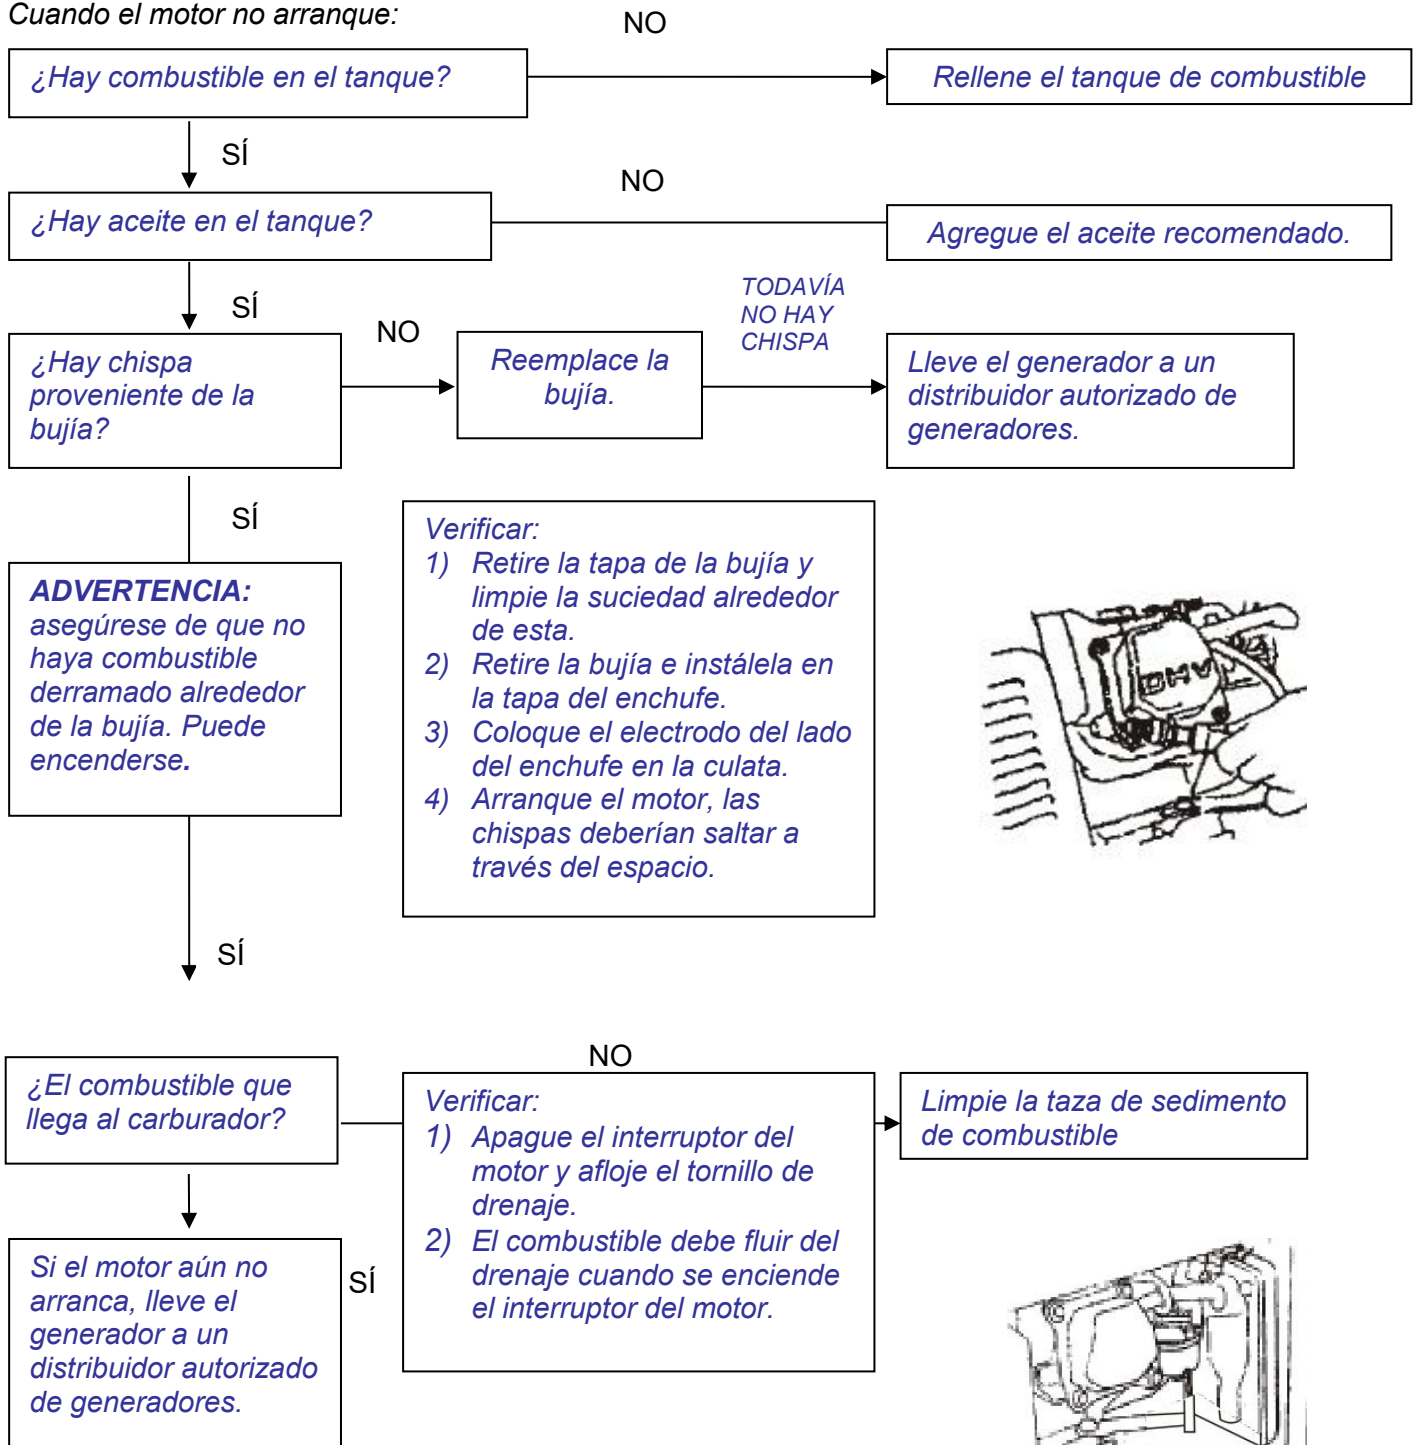 Cuando el motor no arranque:
NO
¿Hay combustible en el tanque?
Rellene el tanque de combustible
SÍ
NO
¿Hay aceite en el tanque?
Agregue el aceite recomendado.
SÍ
NO
TODAVÍA
NO HAY
CHISPA
¿Hay chispa
proveniente de la
bujía?
Reemplace la
bujía.
Lleve el generador a un
distribuidor autorizado de
generadores.
SÍ
ADVERTENCIA:
asegúrese de que no
haya combustible
derramado alrededor
de la bujía. Puede
encenderse.
Verificar:
1) Retire la tapa de la bujía y
limpie la suciedad alrededor
de esta.
2) Retire la bujía e instálela en
la tapa del enchufe.
3) Coloque el electrodo del lado
del enchufe en la culata.
4) Arranque el motor, las
chispas deberían saltar a
través del espacio.
OHV
SÍ
NO
¿El combustible que
llega al carburador?
Verificar:
1) Apague el interruptor del
motor y afloje el tornillo de
drenaje.
2) El combustible debe fluir del
drenaje cuando se enciende
el interruptor del motor.
Limpie la taza de sedimento
de combustible
SÍ
Si el motor aún no
arranca, lleve el
generador a un
distribuidor autorizado
de generadores.